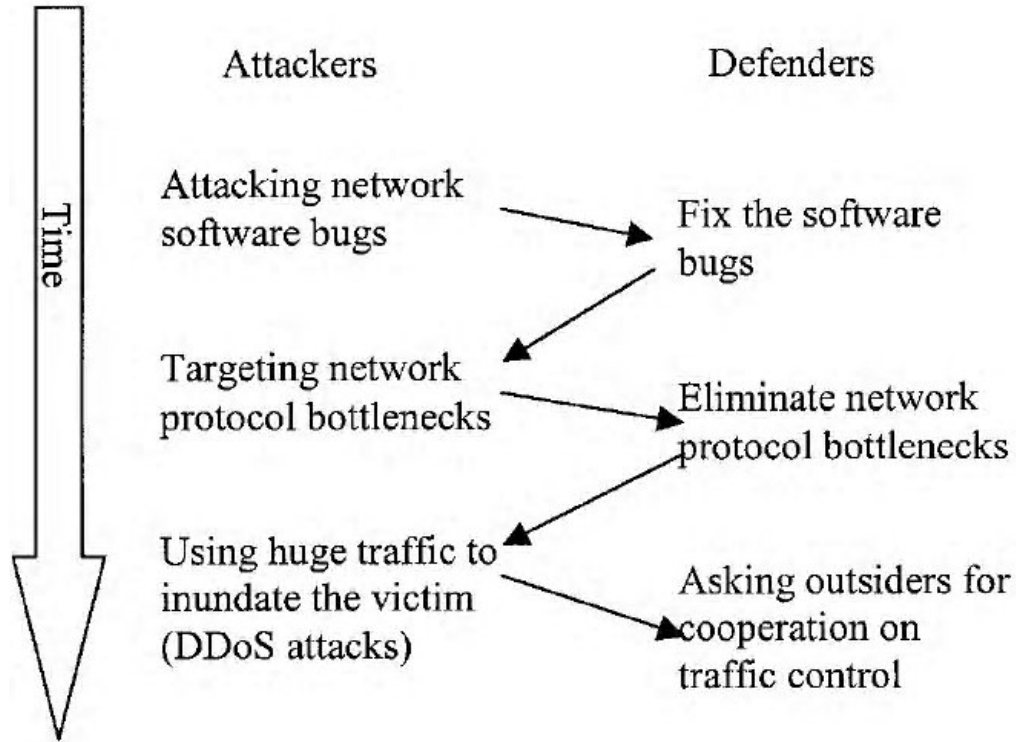 Attackers
Defenders
Time
Attacking network
software bugs
Fix the software
bugs
Targeting network
protocol bottlenecks
Eliminate network
protocol bottlenecks
Using huge traffic to
inundate the victim
(DDoS attacks)
Asking outsiders for
cooperation on
traffic control